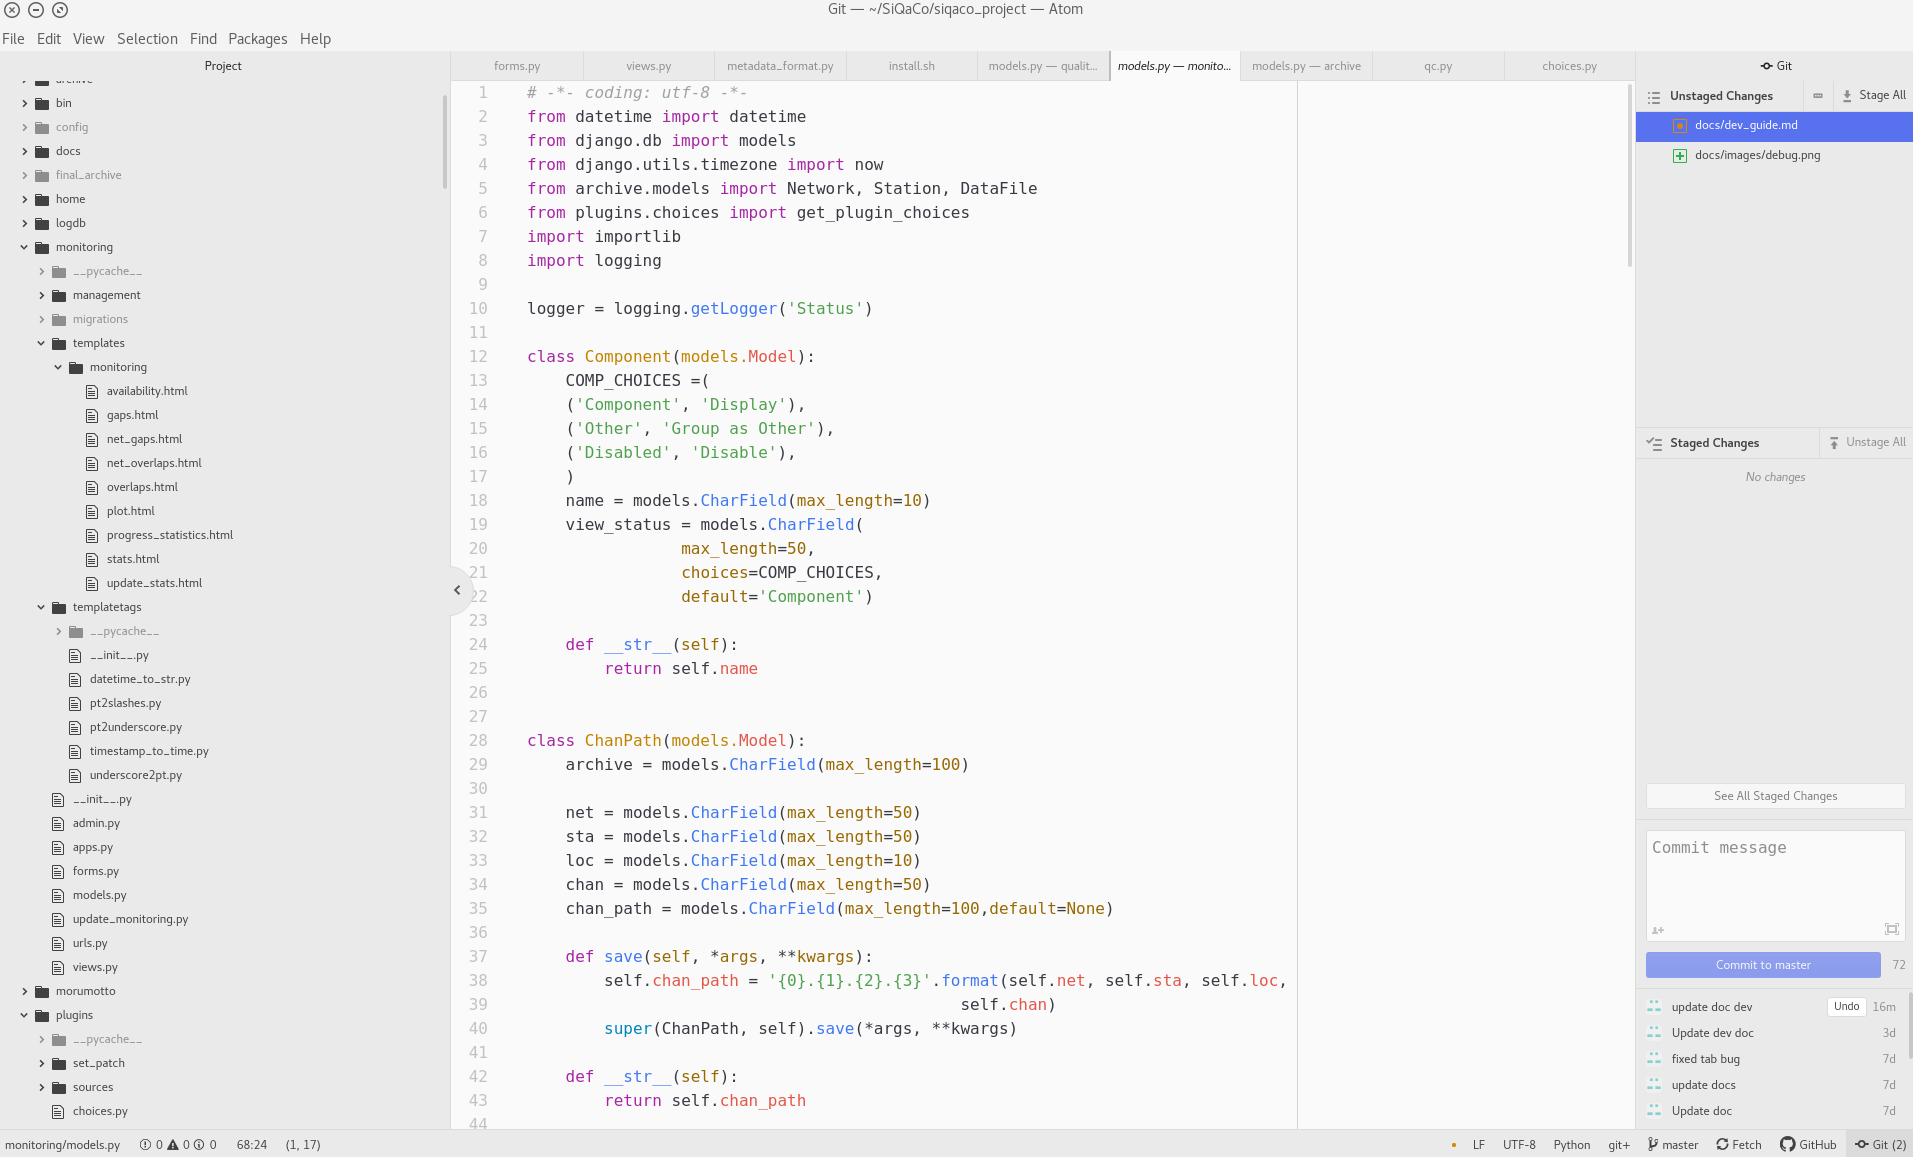 Git — ~/SiQaCo/siqaco_project — Atom
File Edit View Selection Find Packages Help
Project
archive
bin
config
docs
final_archive
home
logdb
monitoring
__pycache__
management
migrations
templates
monitoring
availability.html
gaps.html
net_gaps.html
net_overlaps.html
overlaps.html
plot.html
progress_statistics.html
stats.html
update_stats.html
templatetags
__pycache__
__init__.py
datetime_to_str.py
pt2slashes.py
pt2underscore.py
timestamp_to_time.py
underscore2pt.py
__init__.py
admin.py
apps.py
forms.py
models.py
update_monitoring.py
urls.py
views.py
morumotto
plugins
__pycache__
set_patch
sources
choices.py
forms.py views.py metadata_format.py install.sh models.py — qualit... models.py — monito... models.py — archive qc.py choices.py
1 # -*- coding: utf-8 -*-
2 from datetime import datetime
3 from django.db import models
4 from django.utils.timezone import now
5 from archive.models import Network, Station, DataFile
6 from plugins.choices import get_plugin_choices
7 import importlib
8 import logging
9
10 logger = logging.getLogger('Status')
11
12 class Component(models.Model):
13     COMP_CHOICES =(
14     ('Component', 'Display'),
15     ('Other', 'Group as Other'),
16     ('Disabled', 'Disable'),
17     )
18     name = models.CharField(max_length=10)
19     view_status = models.CharField(
20                 max_length=50,
21                 choices=COMP_CHOICES,
22                 default='Component')
23
24     def __str__(self):
25         return self.name
26
27
28 class ChanPath(models.Model):
29     archive = models.CharField(max_length=100)
30
31     net = models.CharField(max_length=50)
32     sta = models.CharField(max_length=50)
33     loc = models.CharField(max_length=10)
34     chan = models.CharField(max_length=50)
35     chan_path = models.CharField(max_length=100,default=None)
36
37     def save(self, *args, **kwargs):
38         self.chan_path = '{0}.{1}.{2}.{3}'.format(self.net, self.sta, self.loc,
39                                              self.chan)
40         super(ChanPath, self).save(*args, **kwargs)
41
42     def __str__(self):
43         return self.chan_path
44
Git
Unstaged Changes Stage All
docs/dev_guide.md
docs/images/debug.png
Staged Changes Unstage All
No changes
See All Staged Changes
Commit message
Commit to master 72
update doc dev Undo 16m
Update dev doc 3d
fixed tab bug 7d
update docs 7d
Update doc 7d
monitoring/models.py 0 0 0 68:24 (1, 17) LF UTF-8 Python git+ master Fetch GitHub Git (2)